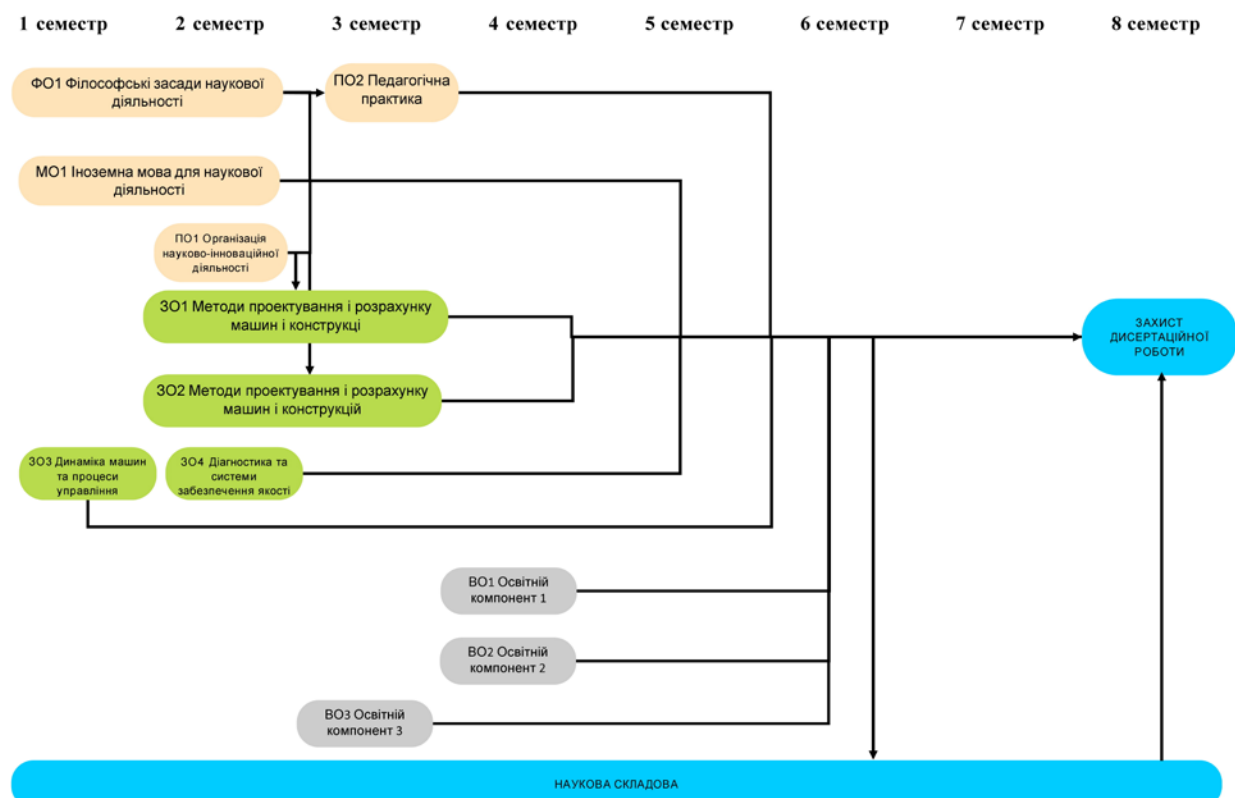 1 семестр 2 семестр 3 семестр 4 семестр 5 семестр 6 семестр 7 семестр 8 семестр
ФО1 Філософські засади наукової
діяльності
ПО2 Педагогічна
практика
МО1 Іноземна мова для наукової
діяльності
ПО1 Організація
науково-інноваційної
діяльності
ЗО1 Методи проектування і розрахунку
машин і конструкці
ЗАХИСТ
ДИСЕРТАЦІЙНОЇ
РОБОТИ
ЗО2 Методи проектування і розрахунку
машин і конструкцій
ЗО3 Динаміка машин
та процеси
управління
ЗО4 Діагностика та
системи
забезпечення якості
ВО1 Освітній
компонент 1
ВО2 Освітній
компонент 2
ВО3 Освітній
компонент 3
НАУКОВА СКЛАДОВА